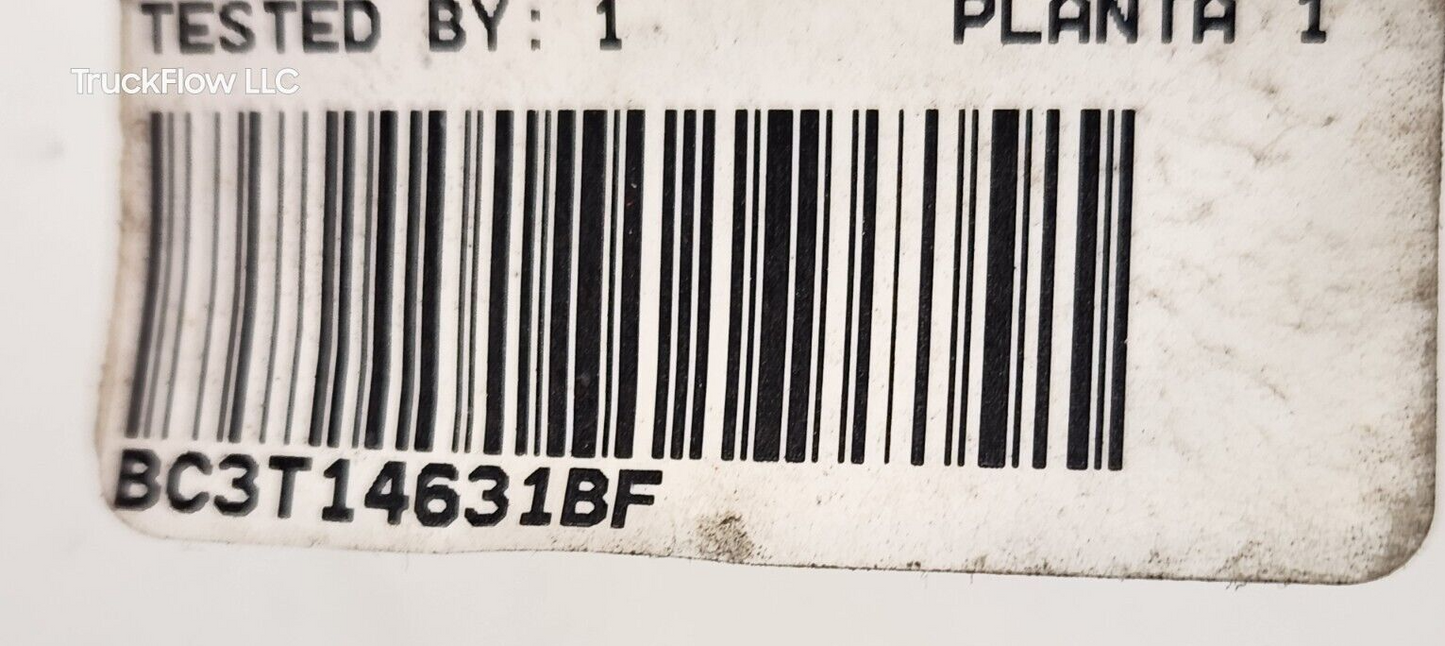 TESTED BY: 1 PLANTA 1
TruckFlow LLC
BC3T14631BF